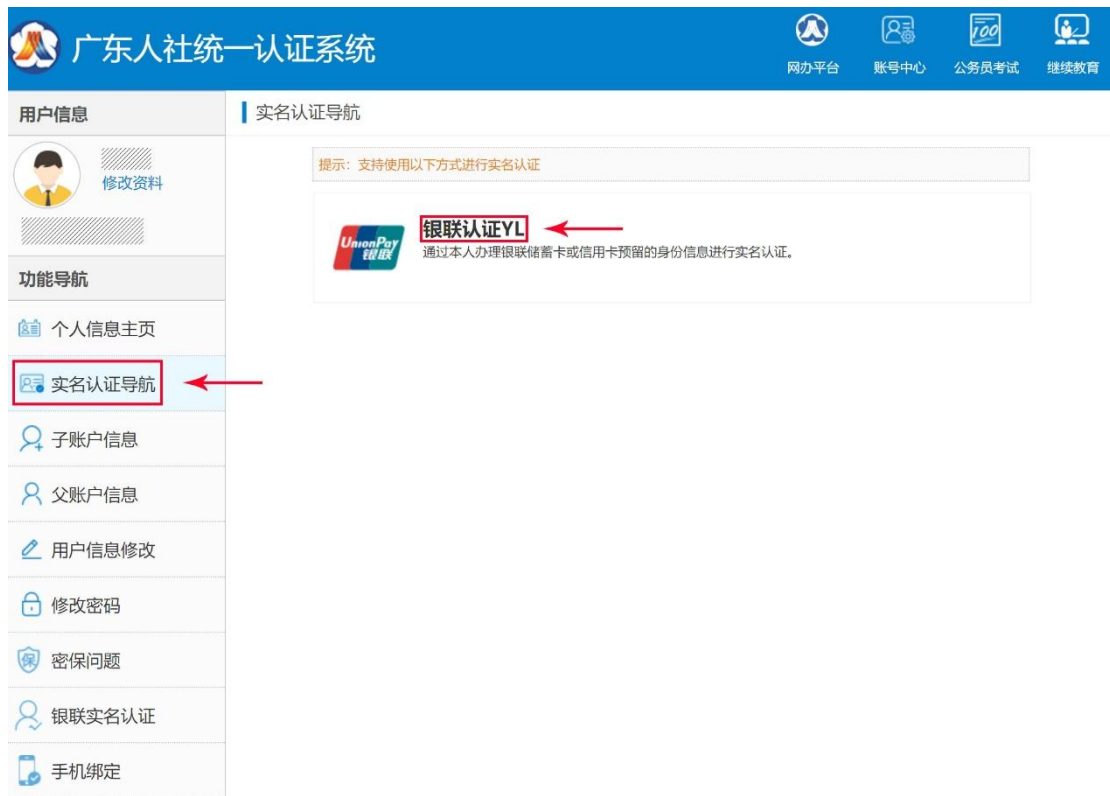 广东人社统一认证系统
网办平台
账号中心
100
公务员考试
继续教育
用户信息
修改资料
功能导航
个人信息主页
实名认证导航
子账户信息
父账户信息
用户信息修改
修改密码
保
密保问题
银联实名认证
手机绑定
实名认证导航
提示：支持使用以下方式进行实名认证
UnionPay
银联
银联认证YL
通过本人办理银联储蓄卡或信用卡预留的身份信息进行实名认证。